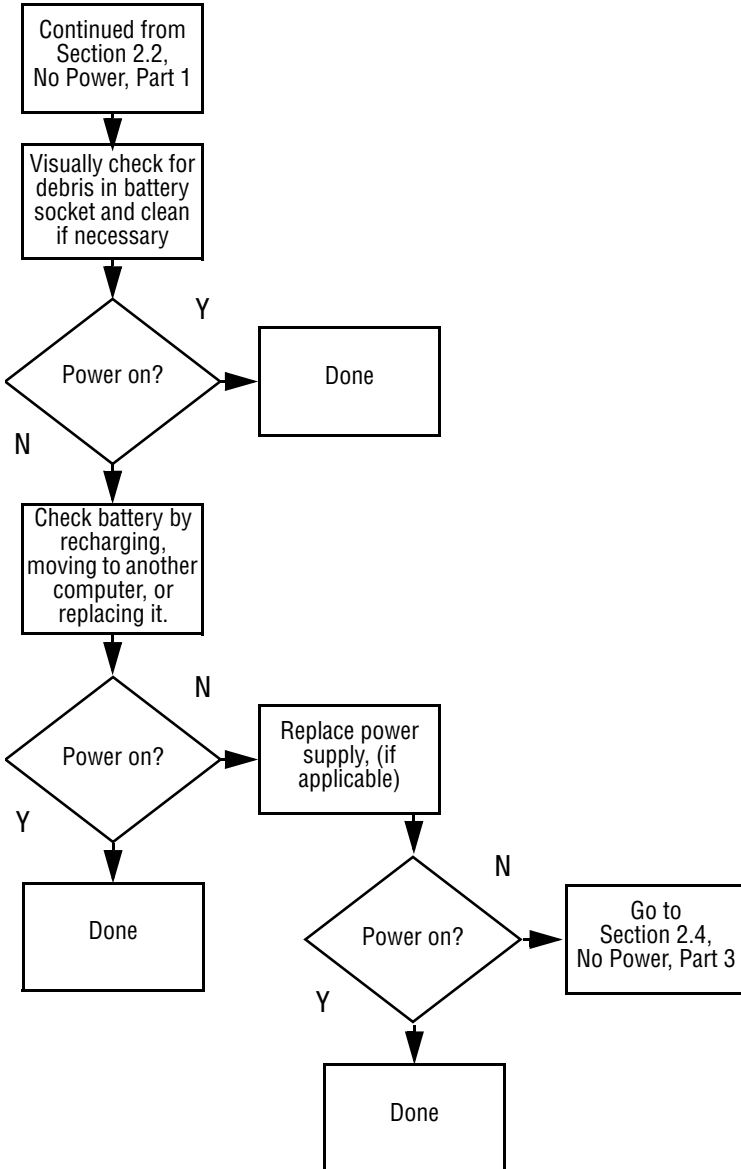 Continued from
Section 2.2,
No Power, Part 1
Visually check for
debris in battery
socket and clean
if necessary
Y
Power on?
Done
N
Check battery by
recharging,
moving to another
computer, or
replacing it.
N
Power on?
Replace power
supply, (if
applicable)
Y
Done
N
Power on?
Go to
Section 2.4,
No Power, Part 3
Y
Done